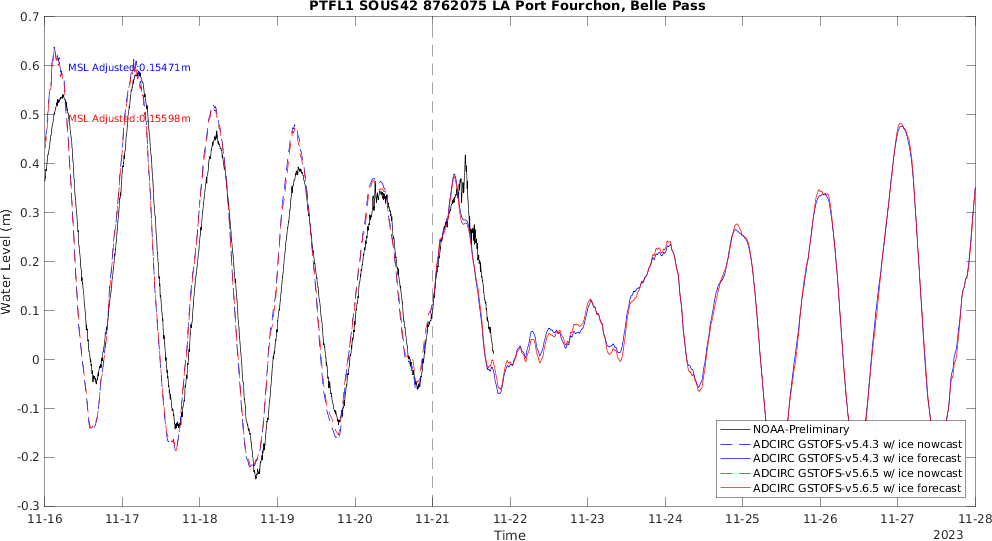 PTFL1 SOUS42 8762075 LA Port Fourchon, Belle Pass
0.7
0.6
0.5
0.4
0.3
0.2
0.1
0
-0.1
-0.2
-0.3
Water Level (m)
MSL Adjusted:0.15471m
MSL Adjusted:0.15598m
NOAA-Preliminary
ADCIRC GSTOFS-v5.4.3 w/ ice nowcast
ADCIRC GSTOFS-v5.4.3 w/ ice forecast
ADCIRC GSTOFS-v5.6.5 w/ ice nowcast
ADCIRC GSTOFS-v5.6.5 w/ ice forecast
11-16 11-17 11-18 11-19 11-20 11-21 11-22 11-23 11-24 11-25 11-26 11-27 11-28
Time
2023